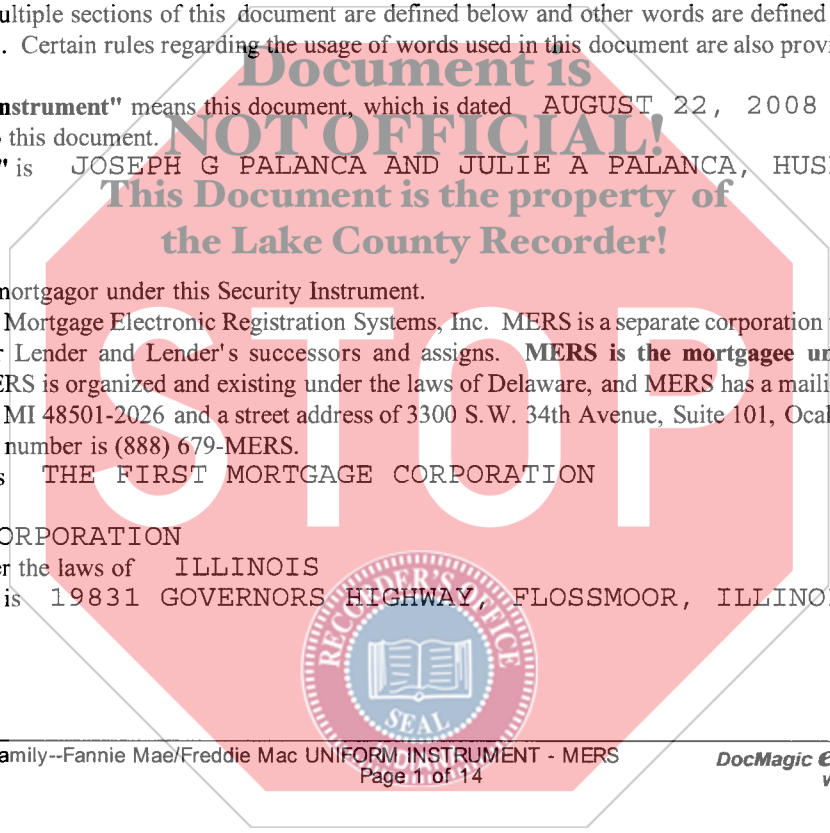 ultiple sections of this document are defined below and other words are defined
. Certain rules regarding the usage of words used in this document are also provi
Document is
nstrument" means this document, which is dated AUGUST 22, 2008
this document.
NOT OFFICIAL!
" is JOSEPH G PALANCA AND JULIE A PALANCA, HUS
This Document is the property of
the Lake County Recorder!
mortgagor under this Security Instrument.
Mortgage Electronic Registration Systems, Inc. MERS is a separate corporation
r Lender and Lender's successors and assigns. MERS is the mortgagee un
ERS is organized and existing under the laws of Delaware, and MERS has a maili
MI 48501-2026 and a street address of 3300 S.W. 34th Avenue, Suite 101, Ocal
number is (888) 679-MERS.
STOP
s THE FIRST MORTGAGE CORPORATION
ORPORATION
er the laws of ILLINOIS
is 19831 GOVERNORS HIGHWAY, FLOSSMOOR, ILLINOI
RECORDER'S OFFICE
SEAL
INDIANA
amily--Fannie Mae/Freddie Mac UNIFORM INSTRUMENT - MERS
DocMagic
Page 1 of 14